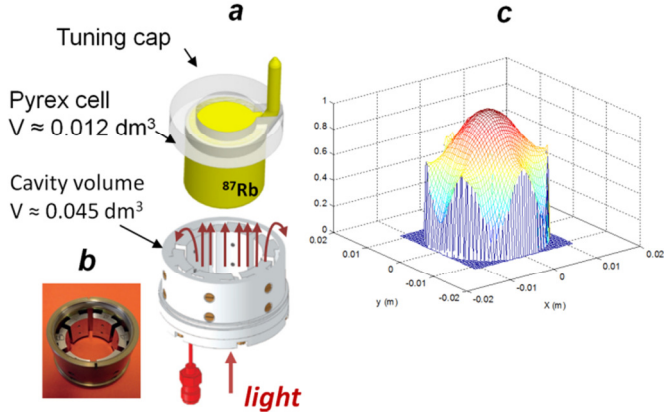 a
Tuning cap
Pyrex cell
V ≈ 0.012 dm³
⁸⁷Rb
Cavity volume
V ≈ 0.045 dm³
b
light
c
1
0.8
0.6
0.4
0.2
0
0.02
0.01
0
-0.01
-0.02
y (m)
-0.02
-0.01
0
0.01
0.02
X (m)